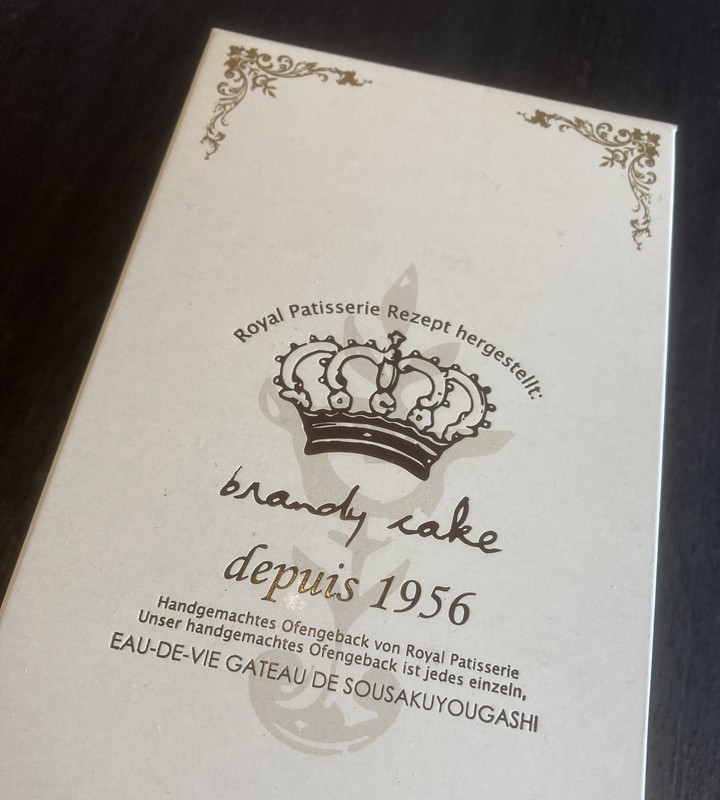 Royal Patisserie Rezept hergestellt:
brandy cake
depuis 1956
Handgemachtes Ofengeback von Royal Patisserie
Unser handgemachtes Ofengeback ist jedes einzeln,
EAU-DE-VIE GATEAU DE SOUSAKUYOUGASHI